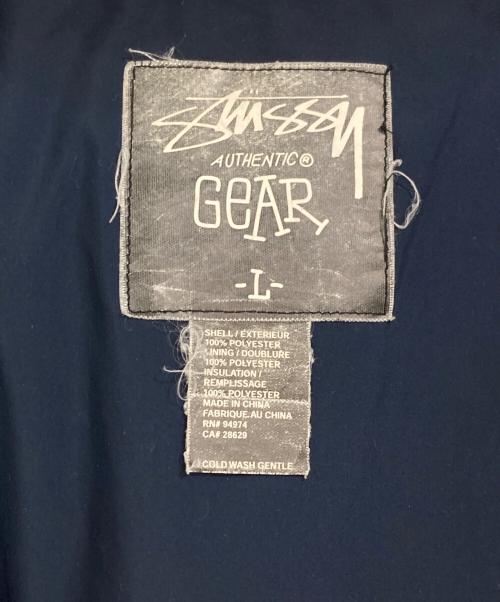 STÜSSY
AUTHENTIC®
GEAR
-L-
SHELL / EXTERIEUR
100% POLYESTER
LINING / DOUBLURE
100% POLYESTER
INSULATION /
REMPLISSAGE
100% POLYESTER
MADE IN CHINA
FABRIQUE AU CHINA
RN# 94974
CA# 28629
COLD WASH GENTLE